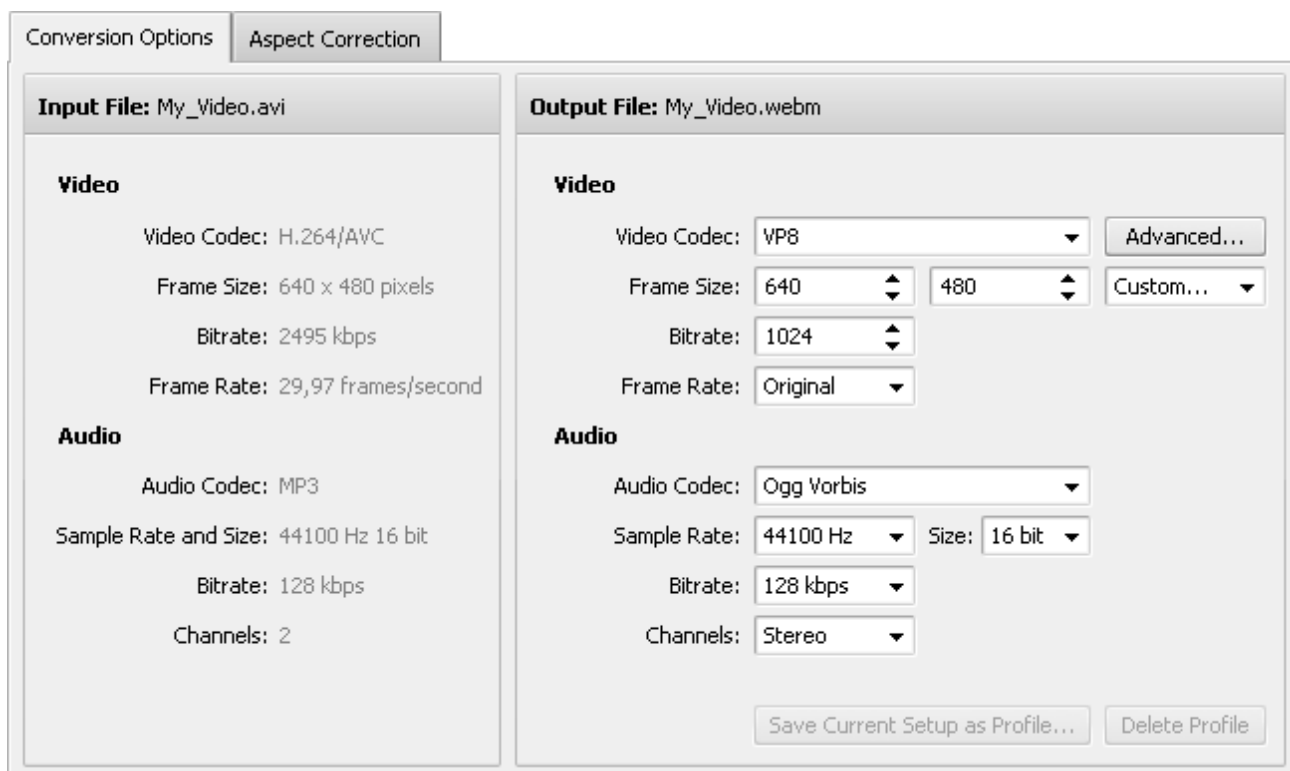 Conversion Options Aspect Correction
Input File: My_Video.avi
Video
Video Codec: H.264/AVC
Frame Size: 640 x 480 pixels
Bitrate: 2495 kbps
Frame Rate: 29,97 frames/second
Audio
Audio Codec: MP3
Sample Rate and Size: 44100 Hz 16 bit
Bitrate: 128 kbps
Channels: 2
Output File: My_Video.webm
Video
Video Codec: VP8 Advanced...
Frame Size: 640 480 Custom...
Bitrate: 1024
Frame Rate: Original
Audio
Audio Codec: Ogg Vorbis
Sample Rate: 44100 Hz Size: 16 bit
Bitrate: 128 kbps
Channels: Stereo
Save Current Setup as Profile... Delete Profile